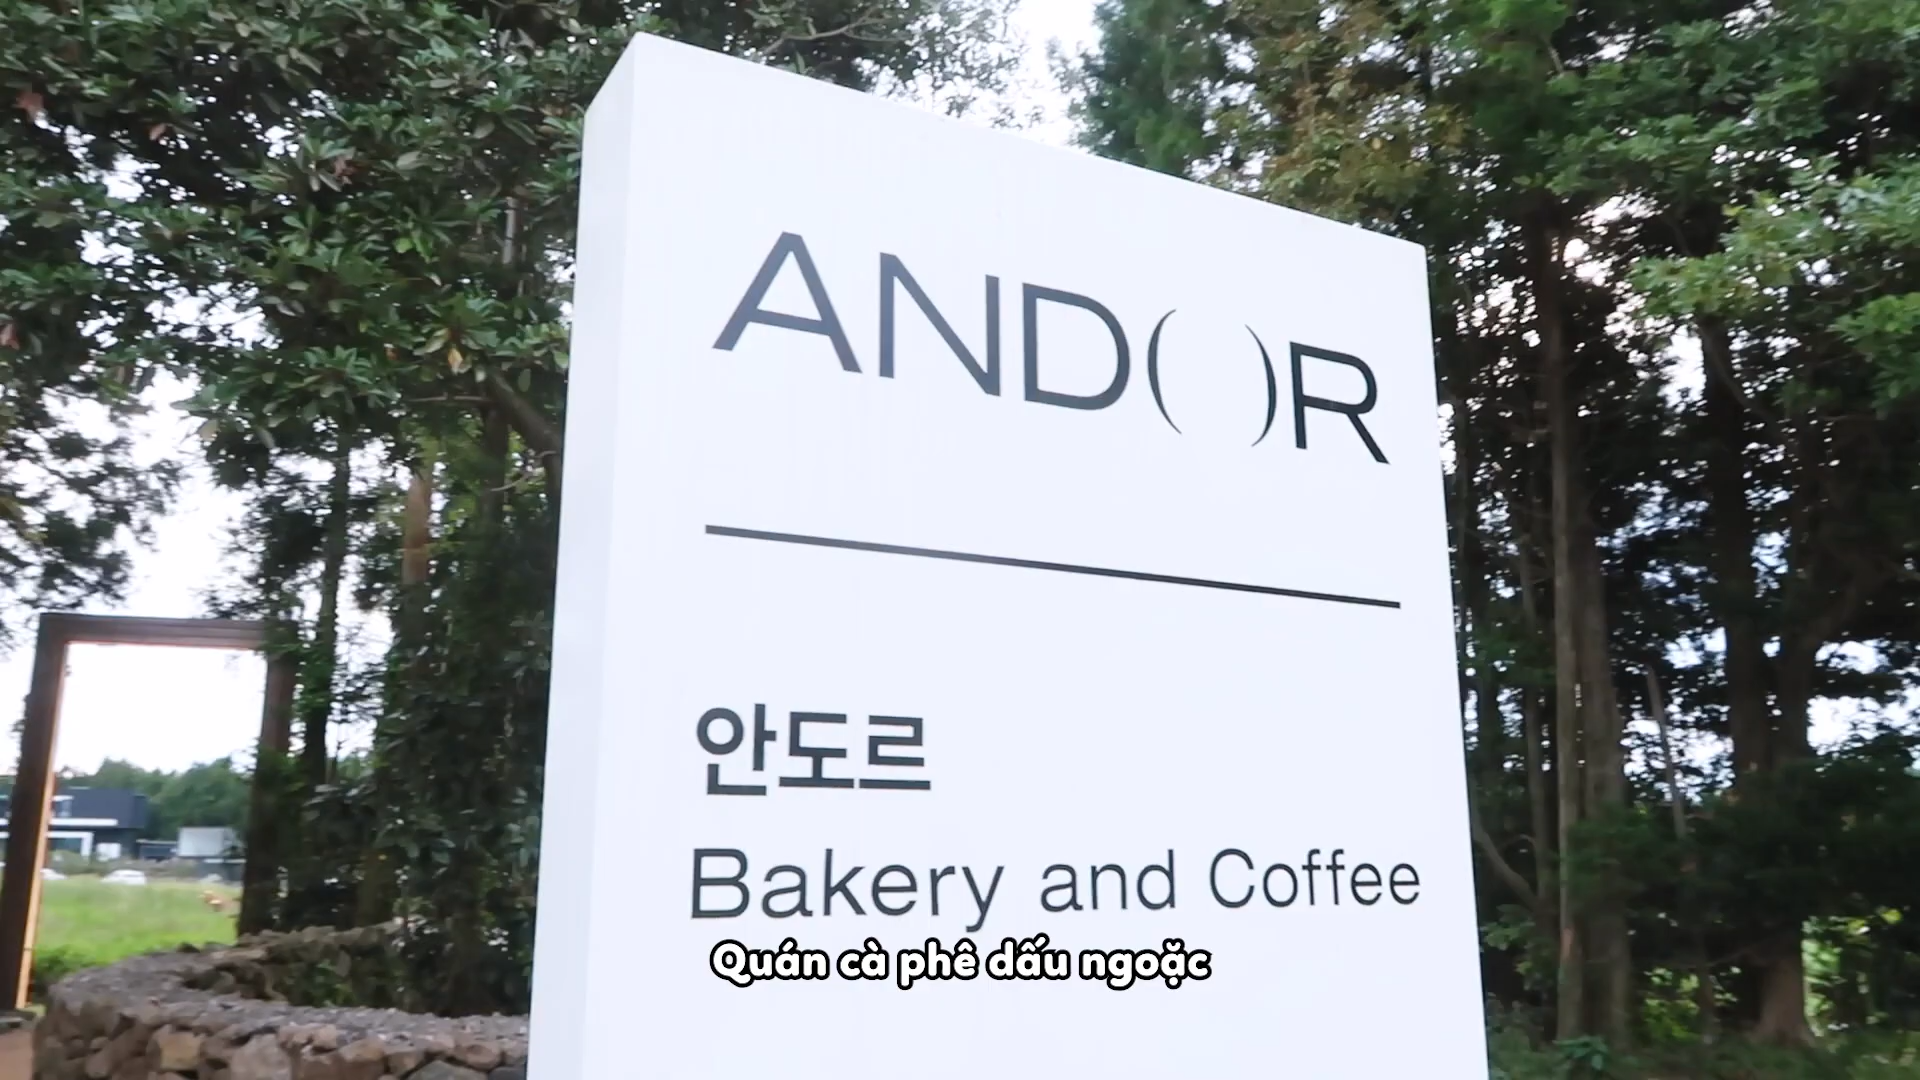 AND( )R
안도르
Bakery and Coffee
Quán cà phê dấu ngoặc